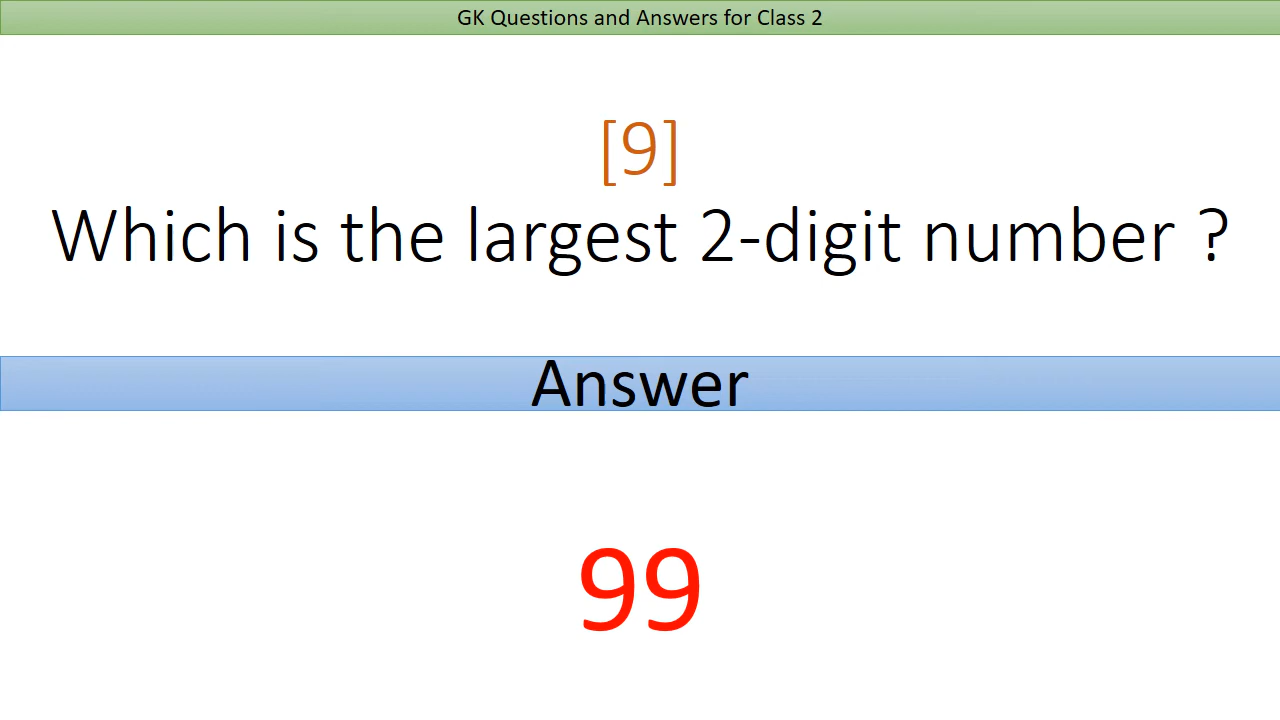 GK Questions and Answers for Class 2
[9]
Which is the largest 2-digit number ?
Answer
99